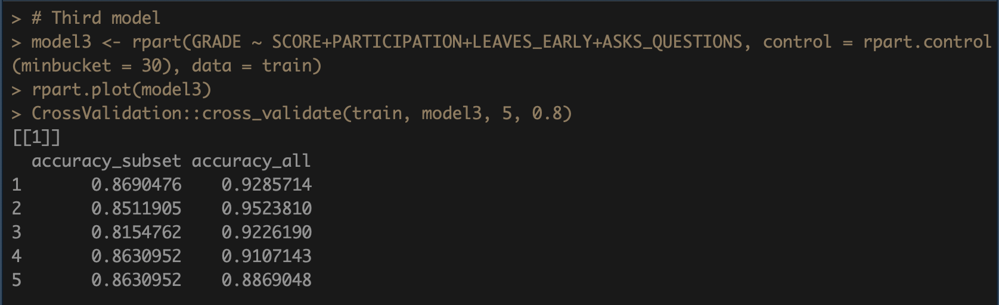 > # Third model
> model3 <- rpart(GRADE ~ SCORE+PARTICIPATION+LEAVES_EARLY+ASKS_QUESTIONS, control = rpart.control
(minbucket = 30), data = train)
> rpart.plot(model3)
> CrossValidation::cross_validate(train, model3, 5, 0.8)
[[1]]
  accuracy_subset accuracy_all
1       0.8690476    0.9285714
2       0.8511905    0.9523810
3       0.8154762    0.9226190
4       0.8630952    0.9107143
5       0.8630952    0.8869048